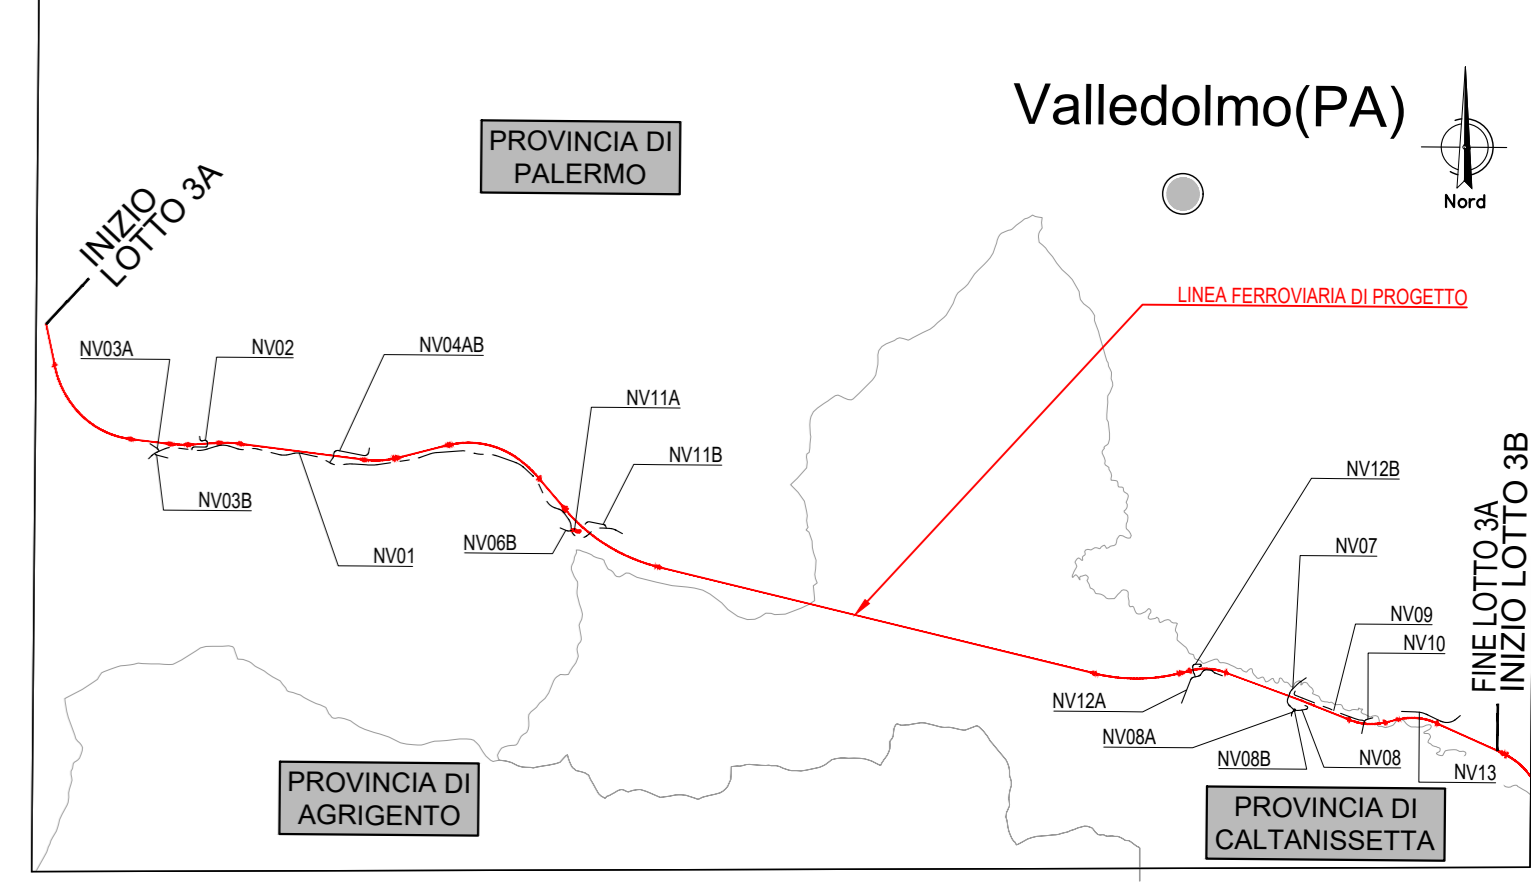 Valledolmo(PA)
PROVINCIA DI
PALERMO
Nord
INIZIO
LOTTO 3A
LINEA FERROVIARIA DI PROGETTO
NV03A
NV02
NV04AB
NV11A
NV11B
NV03B
NV01
NV06B
NV12B
NV07
NV09
NV10
NV12A
NV08A
NV08B
NV08
NV13
FINE LOTTO 3A
INIZIO LOTTO 3B
PROVINCIA DI
AGRIGENTO
PROVINCIA DI
CALTANISSETTA